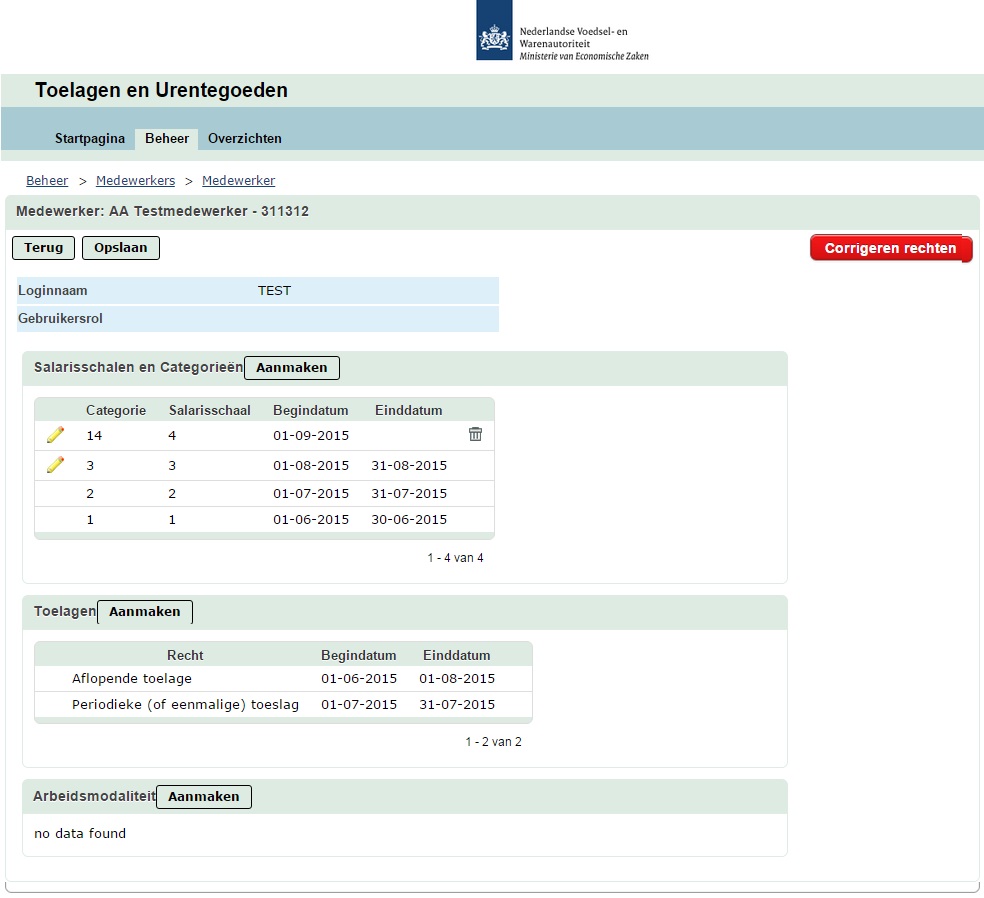 Nederlandse Voedsel- en
Warenautoriteit
Ministerie van Economische Zaken
Toelagen en Urentegoeden
Startpagina Beheer Overzichten
Beheer > Medewerkers > Medewerker
Medewerker: AA Testmedewerker - 311312
Terug Opslaan Corrigeren rechten
Loginnaam TEST
Gebruikersrol
Salarisschalen en Categorieën Aanmaken
Categorie Salarisschaal Begindatum Einddatum
14 4 01-09-2015
3 3 01-08-2015 31-08-2015
2 2 01-07-2015 31-07-2015
1 1 01-06-2015 30-06-2015
1 - 4 van 4
Toelagen Aanmaken
Recht Begindatum Einddatum
Aflopende toelage 01-06-2015 01-08-2015
Periodieke (of eenmalige) toeslag 01-07-2015 31-07-2015
1 - 2 van 2
Arbeidsmodaliteit Aanmaken
no data found